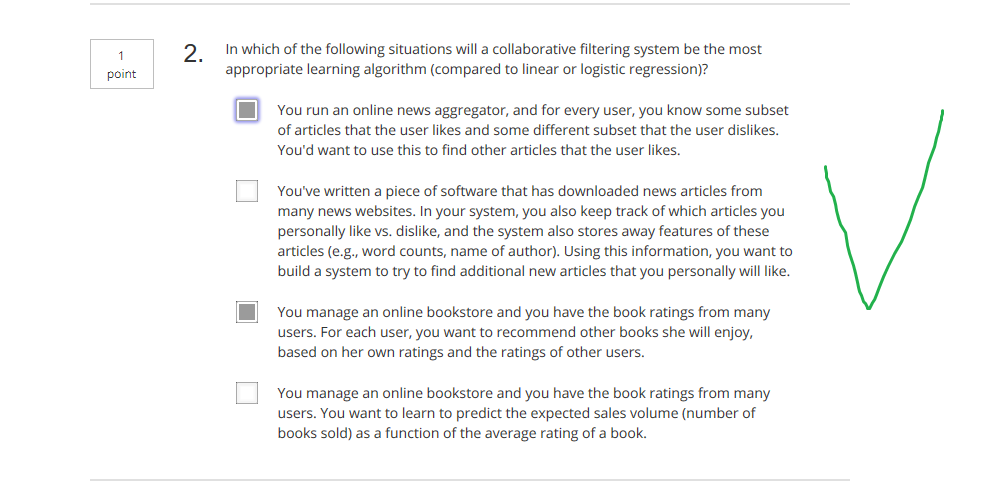 1
point
2.
In which of the following situations will a collaborative filtering system be the most
appropriate learning algorithm (compared to linear or logistic regression)?
You run an online news aggregator, and for every user, you know some subset
of articles that the user likes and some different subset that the user dislikes.
You'd want to use this to find other articles that the user likes.
You've written a piece of software that has downloaded news articles from
many news websites. In your system, you also keep track of which articles you
personally like vs. dislike, and the system also stores away features of these
articles (e.g., word counts, name of author). Using this information, you want to
build a system to try to find additional new articles that you personally will like.
You manage an online bookstore and you have the book ratings from many
users. For each user, you want to recommend other books she will enjoy,
based on her own ratings and the ratings of other users.
You manage an online bookstore and you have the book ratings from many
users. You want to learn to predict the expected sales volume (number of
books sold) as a function of the average rating of a book.